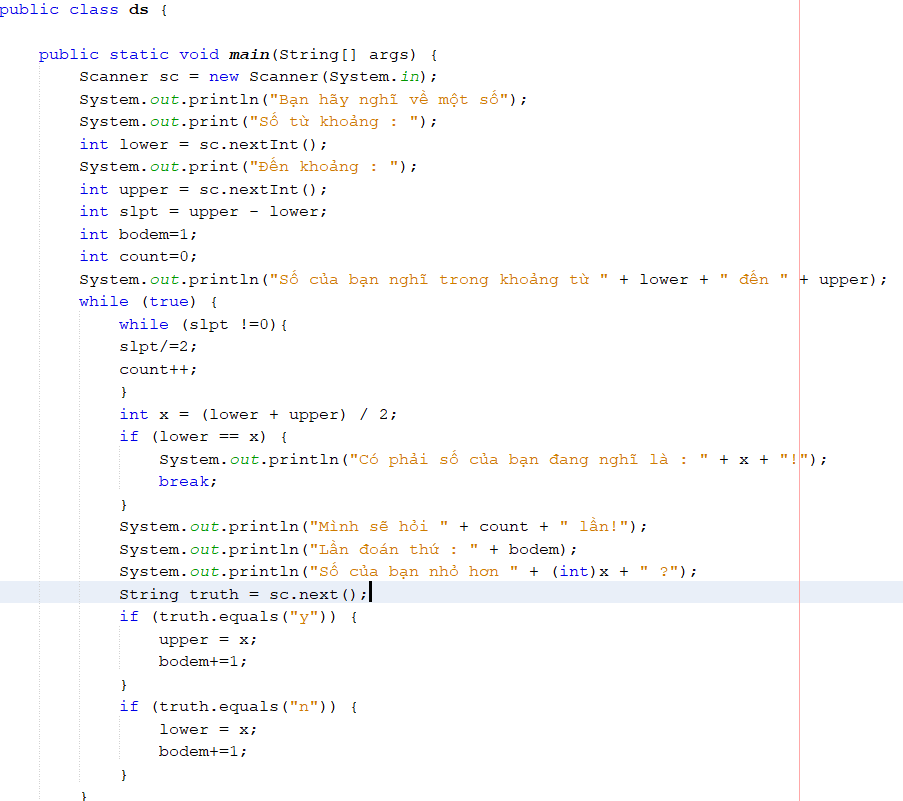 public class ds {
public static void main(String[] args) {
Scanner sc = new Scanner(System.in);
System.out.println("Bạn hãy nghĩ về một số");
System.out.print("Số từ khoảng : ");
int lower = sc.nextInt();
System.out.print("Đến khoảng : ");
int upper = sc.nextInt();
int slpt = upper - lower;
int bodem=1;
int count=0;
System.out.println("Số của bạn nghĩ trong khoảng từ " + lower + " đến " + upper);
while (true) {
while (slpt !=0){
slpt/=2;
count++;
}
int x = (lower + upper) / 2;
if (lower == x) {
System.out.println("Có phải số của bạn đang nghĩ là : " + x + "!");
break;
}
System.out.println("Mình sẽ hỏi " + count + " lần!");
System.out.println("Lần đoán thứ : " + bodem);
System.out.println("Số của bạn nhỏ hơn " + (int)x + " ?");
String truth = sc.next();
if (truth.equals("y")) {
upper = x;
bodem+=1;
}
if (truth.equals("n")) {
lower = x;
bodem+=1;
}
}